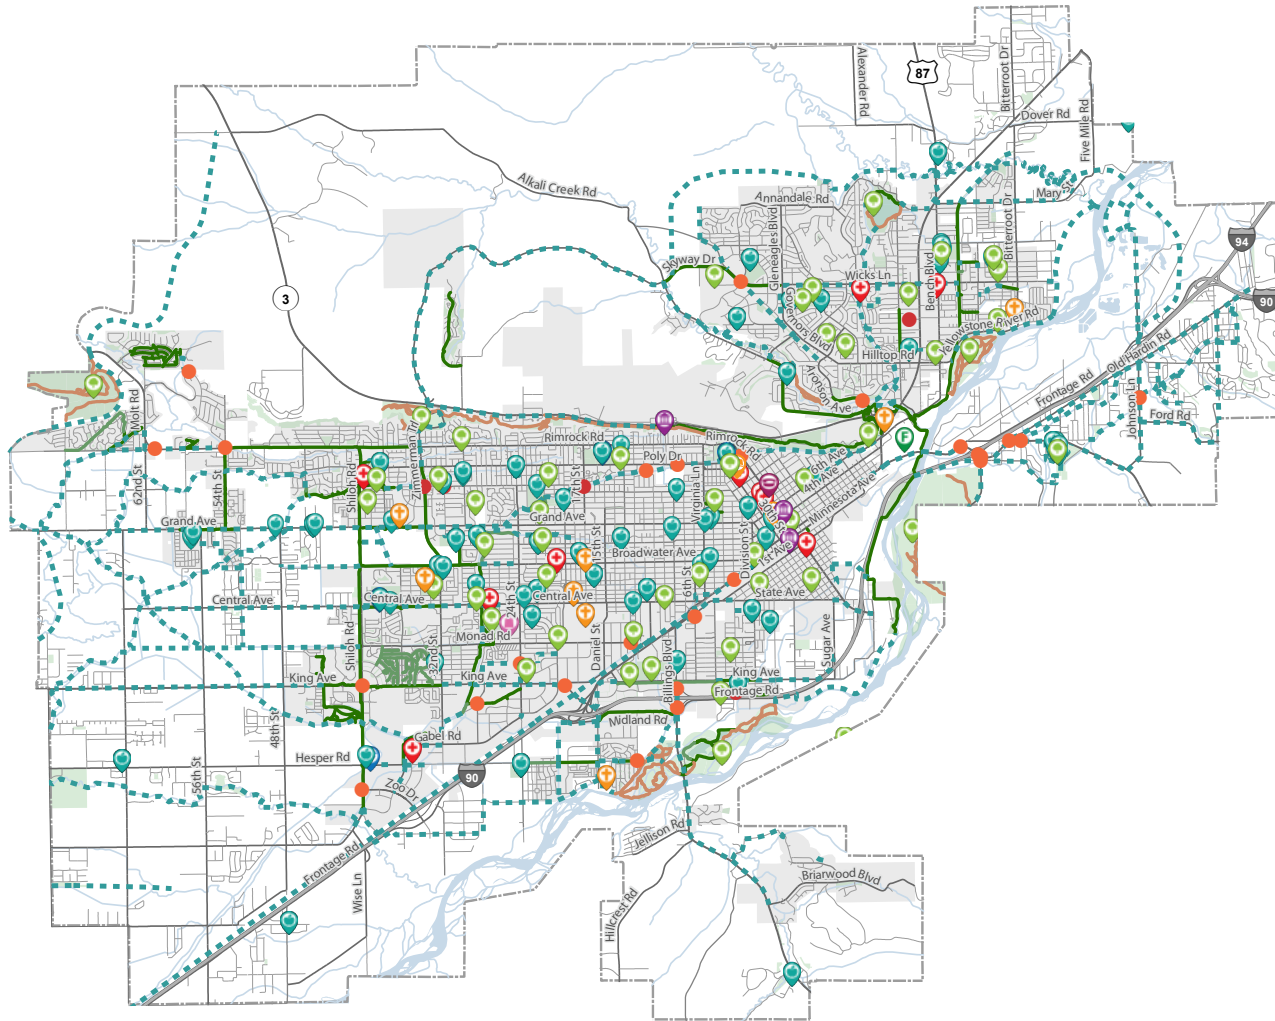 Alexander Rd
87
Bitterroot Dr
Dover Rd
Five Mile Rd
Alkali Creek Rd
Annandale Rd
Mary St
Gleneagles Blvd
Bitterroot Dr
94
Skyway Dr
Wicks Ln
Bench Blvd
3
90
Governors Blvd
Yellowstone River Rd
Hilltop Rd
Old Hardin Rd
Aronson Ave
Frontage Rd
Johnson Ln
Ford Rd
Molt Rd
Zimmerman Trl
Rimrock Rd
Rimrock Rd
F
Poly Dr
6th Ave
4th Ave
62nd St
54th St
Shiloh Rd
17th St
Virginia Ln
Minnesota Ave
Grand Ave
Grand Ave
30th St
Division St
15th St
Broadwater Ave
1st Ave
6th St
Central Ave
Central Ave
24th St
Central Ave
State Ave
Shiloh Rd
32nd St
Monad Rd
Daniel St
Billings Blvd
Sugar Ave
King Ave
King Ave
King Ave
Frontage Rd
48th St
Midland Rd
Gabel Rd
Hesper Rd
56th St
90
Zoo Dr
Jellison Rd
Frontage Rd
Wise Ln
Briarwood Blvd
Hillcrest Rd